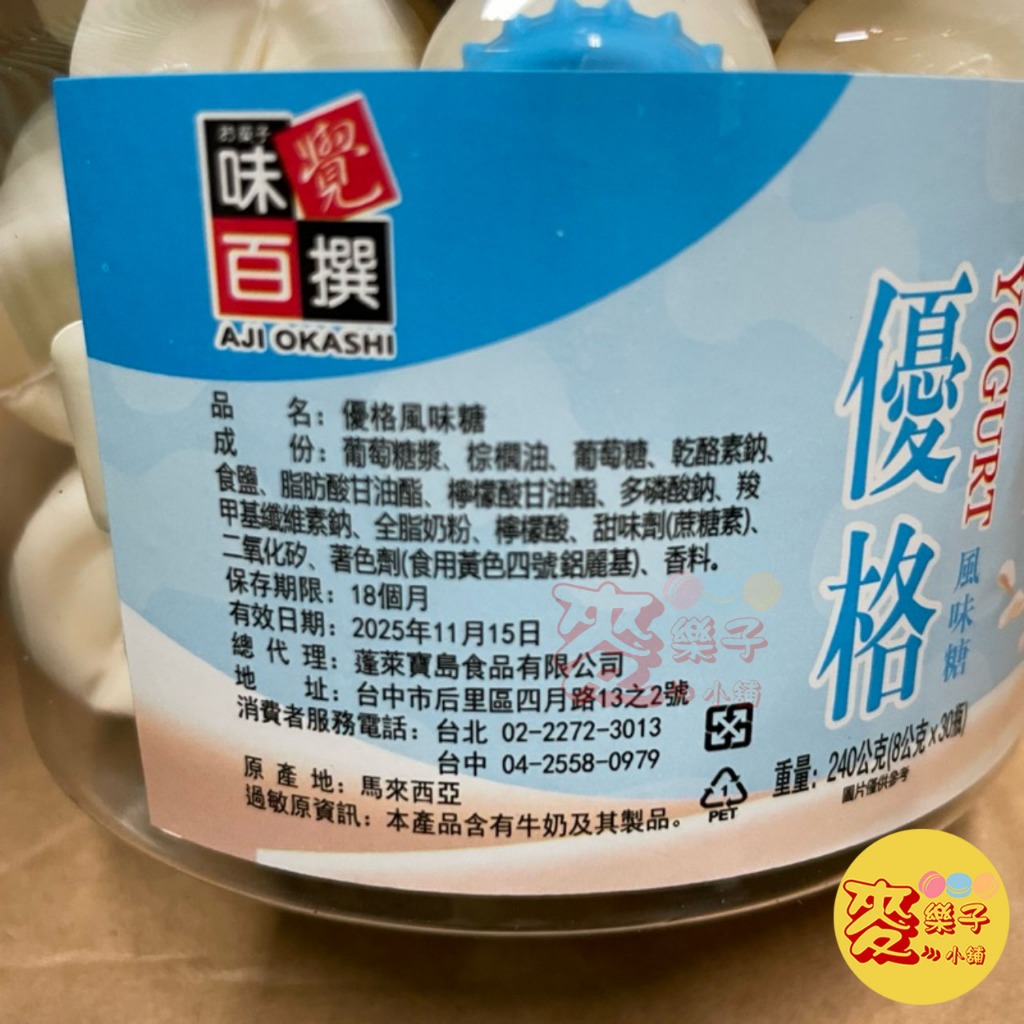 お菓子
味覺
百撰
AJI OKASHI
YOGURT
優格
風味糖
品名：優格風味糖
成份：葡萄糖漿、棕櫚油、葡萄糖、乾酪素鈉、
食鹽、脂肪酸甘油酯、檸檬酸甘油酯、多磷酸鈉、羧
甲基纖維素鈉、全脂奶粉、檸檬酸、甜味劑(蔗糖素)、
二氧化矽、著色劑(食用黃色四號鋁麗基)、香料。
保存期限：18個月
有效日期：2025年11月15日
總代理：蓬萊寶島食品有限公司
地址：台中市后里區四月路13之2號
消費者服務電話：台北 02-2272-3013
台中 04-2558-0979
原產地：馬來西亞
過敏原資訊：本產品含有牛奶及其製品。
1
PET
重量：240公克(8公克x30瓶)
圖片僅供參考
麥樂子
小舖
麥樂子
小舖